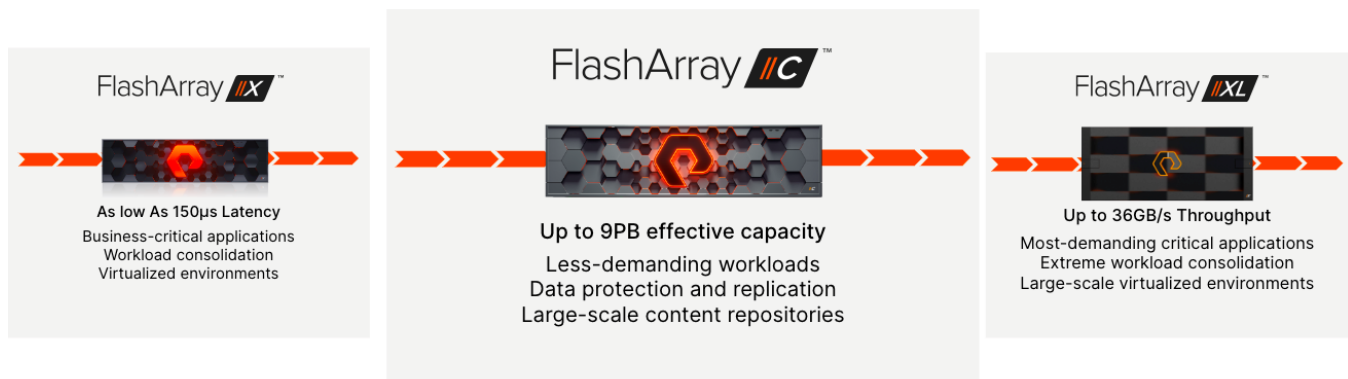 FlashArray //X™
As low As 150µs Latency
Business-critical applications
Workload consolidation
Virtualized environments
FlashArray //C™
Up to 9PB effective capacity
Less-demanding workloads
Data protection and replication
Large-scale content repositories
FlashArray //XL™
Up to 36GB/s Throughput
Most-demanding critical applications
Extreme workload consolidation
Large-scale virtualized environments